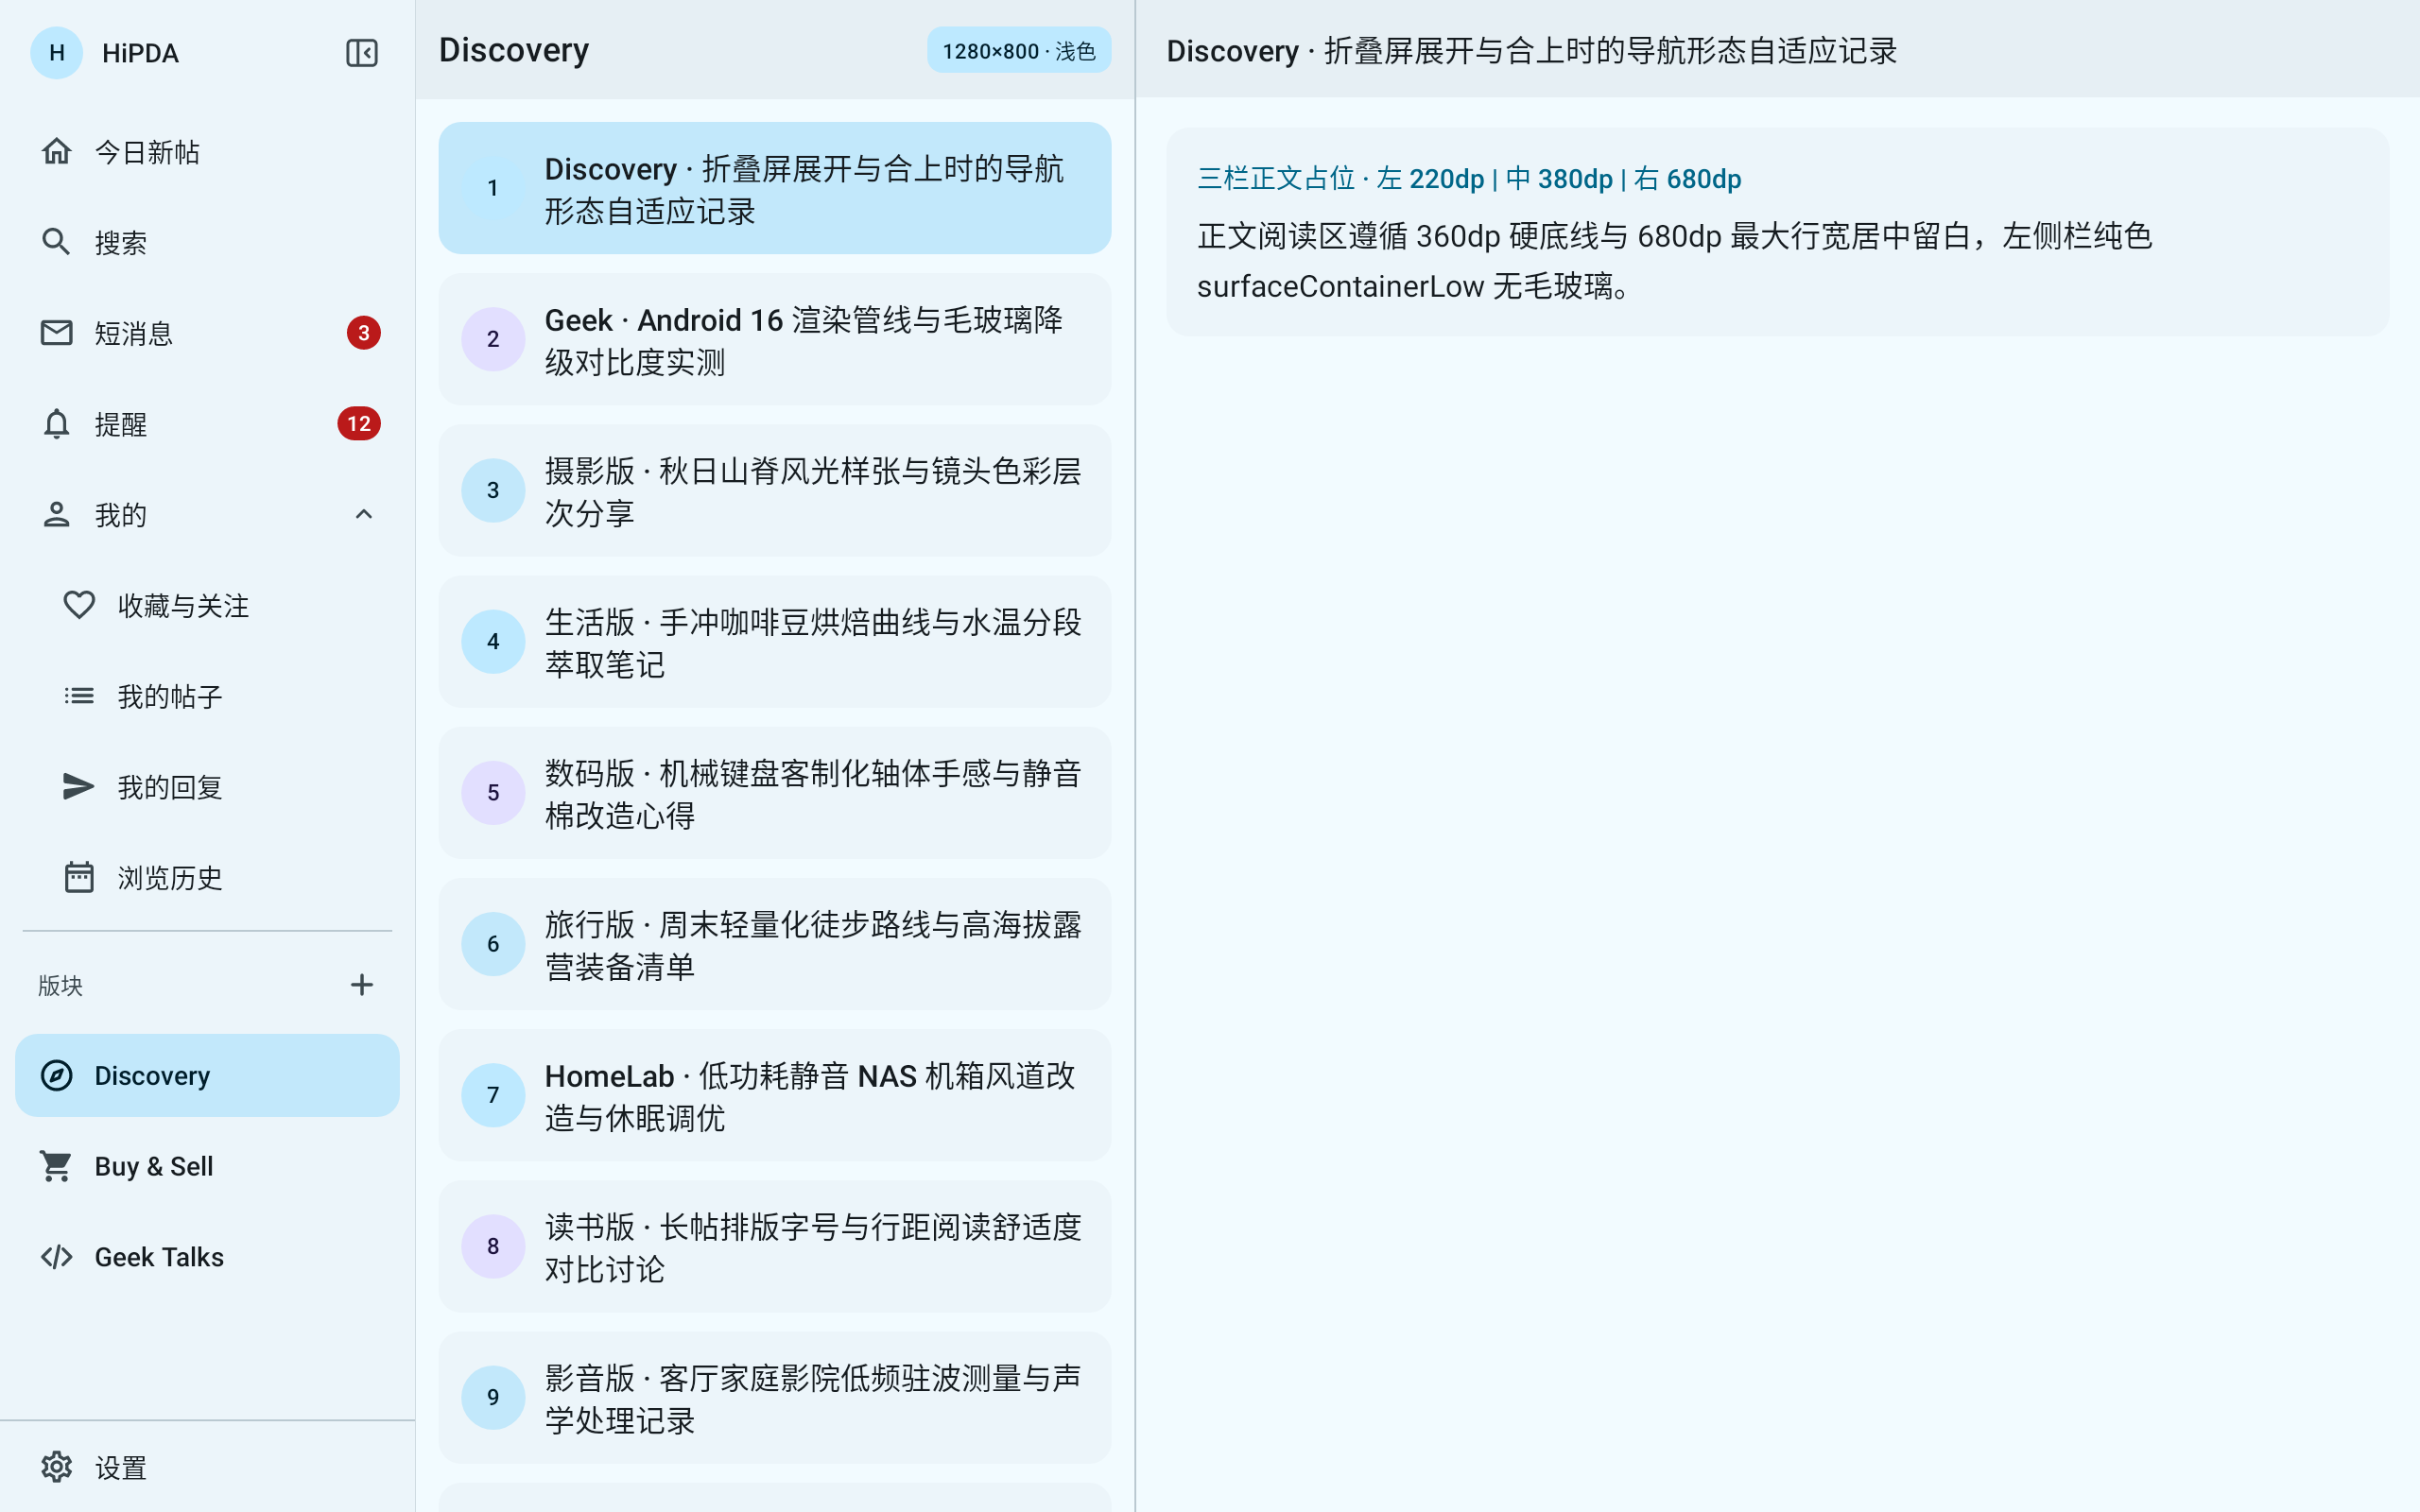 H
HiPDA
今日新帖
搜索
短消息
3
提醒
12
我的
收藏与关注
我的帖子
我的回复
浏览历史
版块
Discovery
Buy & Sell
Geek Talks
设置
Discovery
1280×800 · 浅色
1
Discovery · 折叠屏展开与合上时的导航
形态自适应记录
2
Geek · Android 16 渲染管线与毛玻璃降
级对比度实测
3
摄影版 · 秋日山脊风光样张与镜头色彩层
次分享
4
生活版 · 手冲咖啡豆烘焙曲线与水温分段
萃取笔记
5
数码版 · 机械键盘客制化轴体手感与静音
棉改造心得
6
旅行版 · 周末轻量化徒步路线与高海拔露
营装备清单
7
HomeLab · 低功耗静音 NAS 机箱风道改
造与休眠调优
8
读书版 · 长帖排版字号与行距阅读舒适度
对比讨论
9
影音版 · 客厅家庭影院低频驻波测量与声
学处理记录
Discovery · 折叠屏展开与合上时的导航形态自适应记录
三栏正文占位 · 左 220dp | 中 380dp | 右 680dp
正文阅读区遵循 360dp 硬底线与 680dp 最大行宽居中留白，左侧栏纯色
surfaceContainerLow 无毛玻璃。